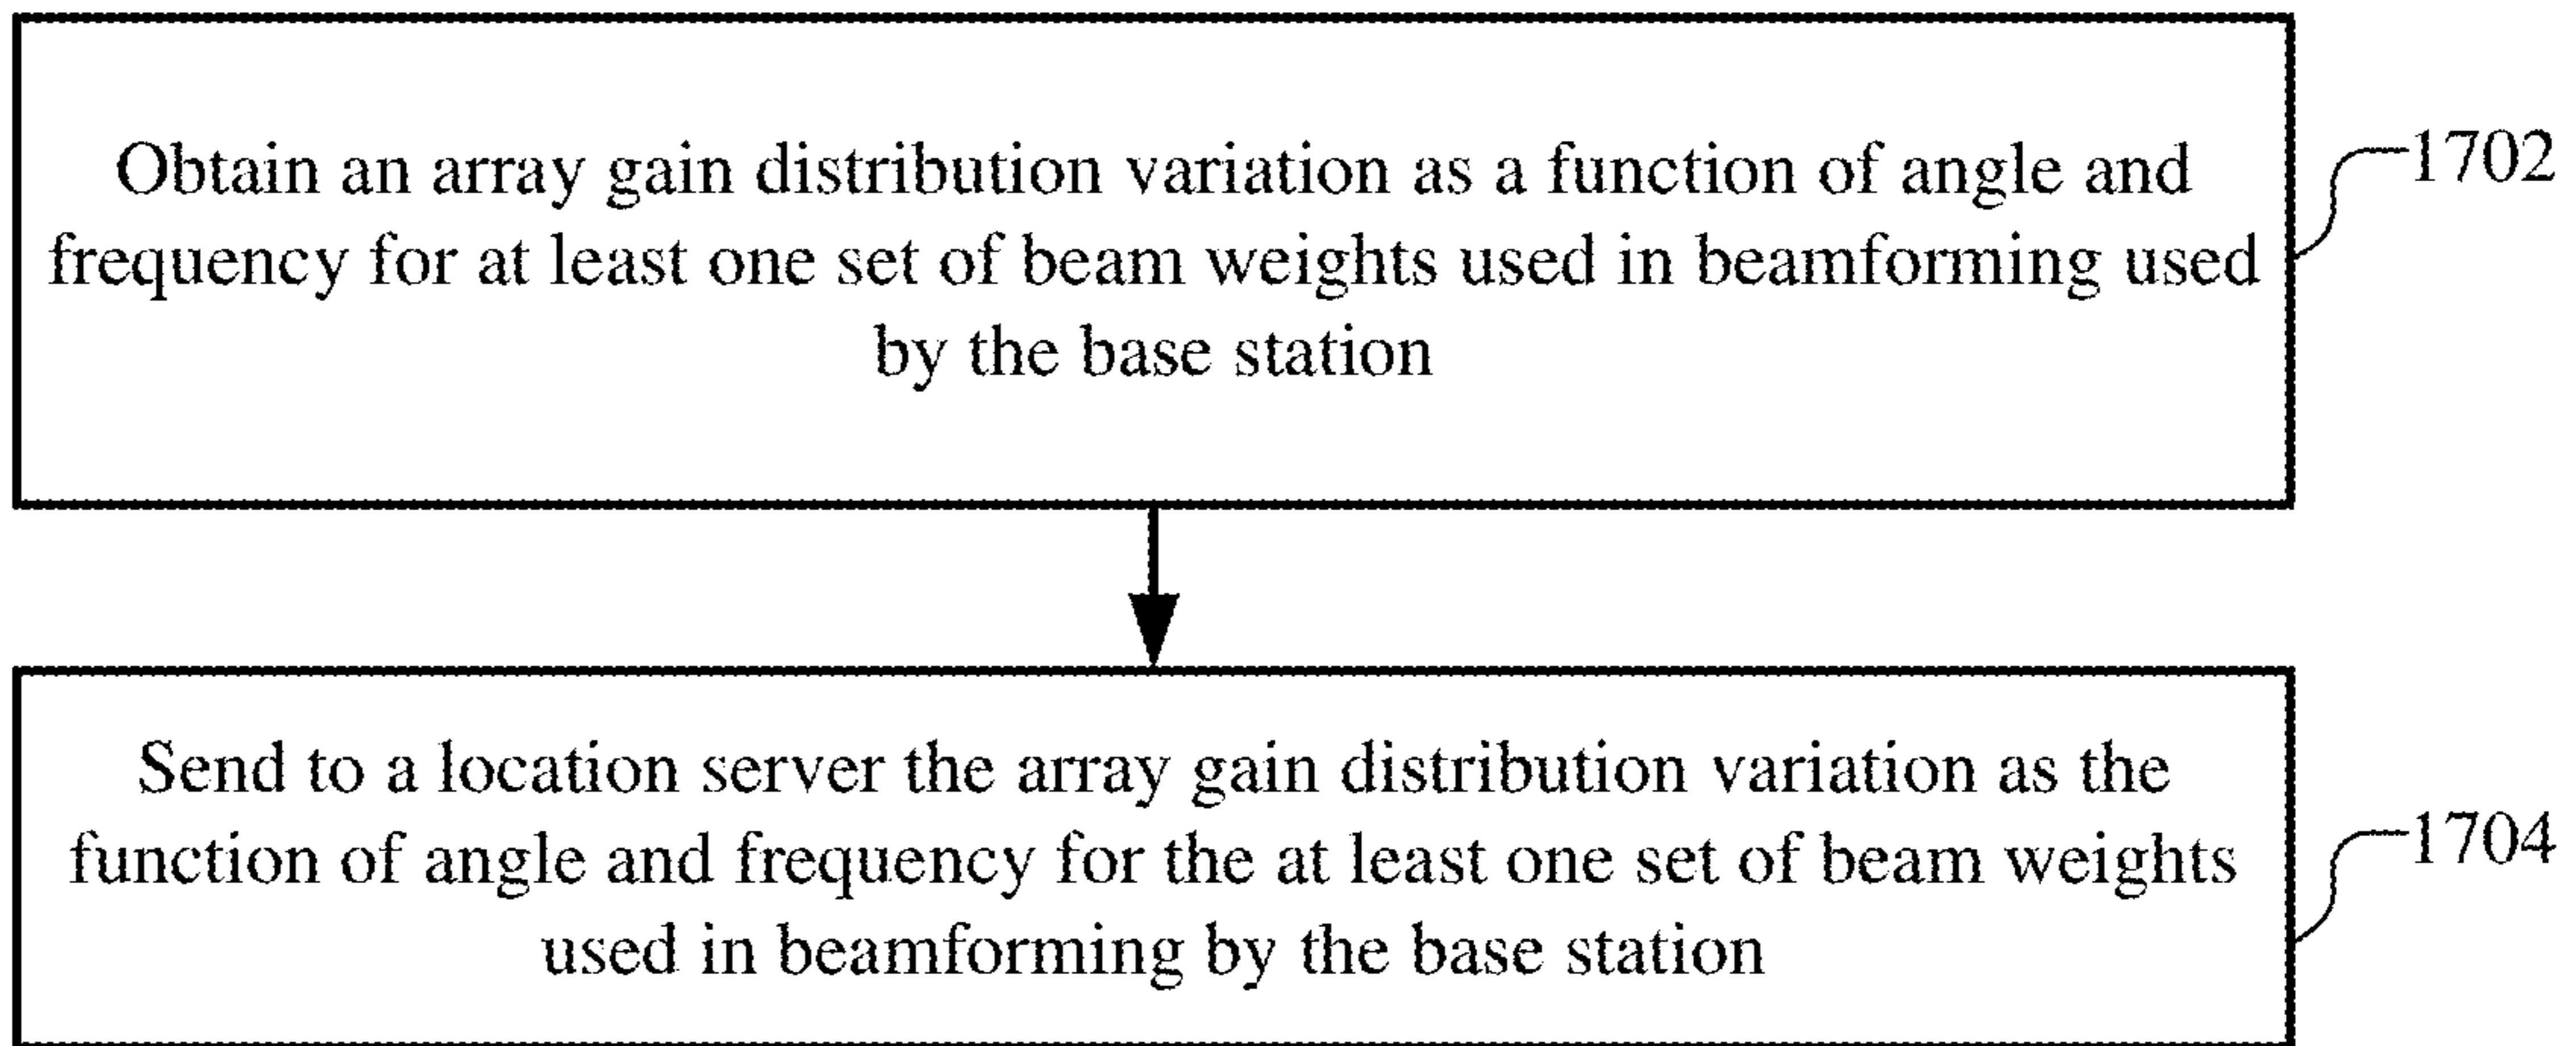 Obtain an array gain distribution variation as a function of angle and
frequency for at least one set of beam weights used in beamforming used
by the base station
1702
Send to a location server the array gain distribution variation as the
function of angle and frequency for the at least one set of beam weights
used in beamforming by the base station
1704